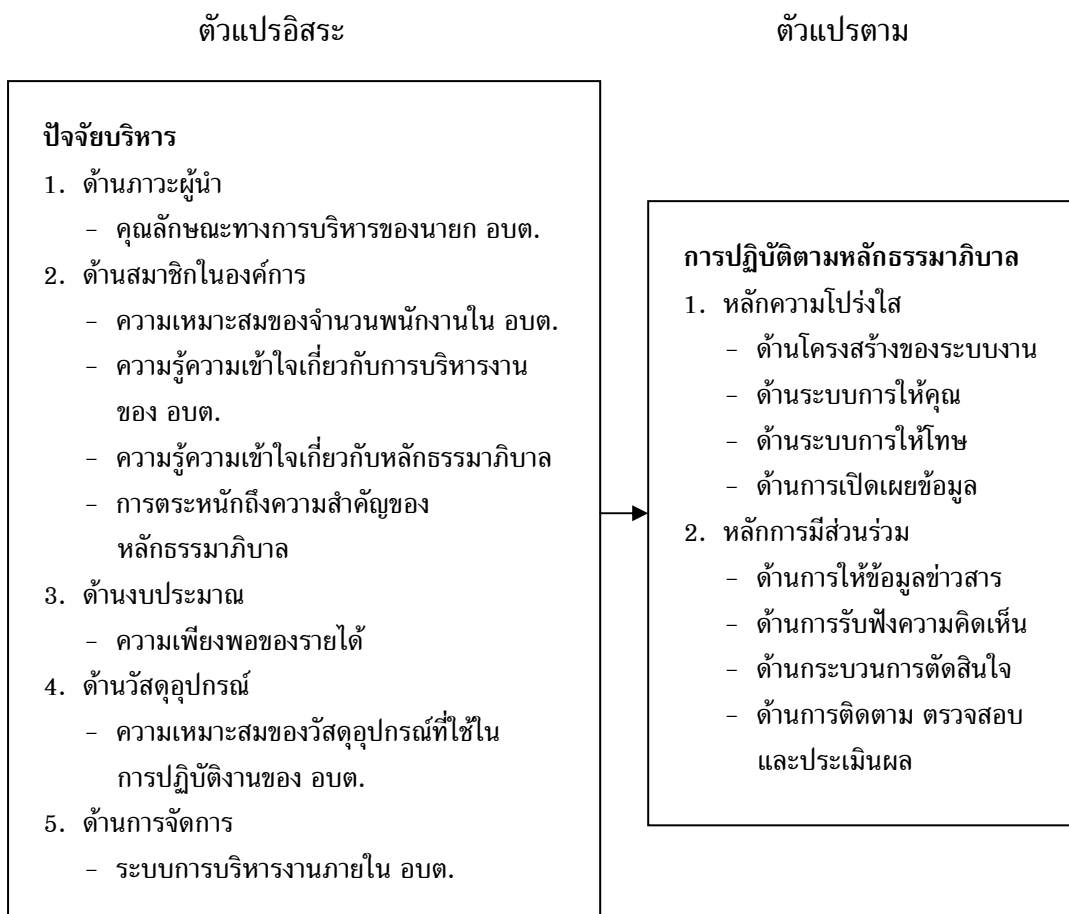 ตัวแปรอิสระ
ตัวแปรตาม
ปัจจัยบริหาร
1. ด้านภาวะผู้นำ
- คุณลักษณะทางการบริหารของนายก อบต.
2. ด้านสมาชิกในองค์การ
- ความเหมาะสมของจำนวนพนักงานใน อบต.
- ความรู้ความเข้าใจเกี่ยวกับการบริหารงาน
ของ อบต.
- ความรู้ความเข้าใจเกี่ยวกับหลักธรรมาภิบาล
- การตระหนักถึงความสำคัญของ
หลักธรรมาภิบาล
3. ด้านงบประมาณ
- ความเพียงพอของรายได้
4. ด้านวัสดุอุปกรณ์
- ความเหมาะสมของวัสดุอุปกรณ์ที่ใช้ใน
การปฏิบัติงานของ อบต.
5. ด้านการจัดการ
- ระบบการบริหารงานภายใน อบต.
การปฏิบัติตามหลักธรรมาภิบาล
1. หลักความโปร่งใส
- ด้านโครงสร้างของระบบงาน
- ด้านระบบการให้คุณ
- ด้านระบบการให้โทษ
- ด้านการเปิดเผยข้อมูล
2. หลักการมีส่วนร่วม
- ด้านการให้ข้อมูลข่าวสาร
- ด้านการรับฟังความคิดเห็น
- ด้านกระบวนการตัดสินใจ
- ด้านการติดตาม ตรวจสอบ
และประเมินผล